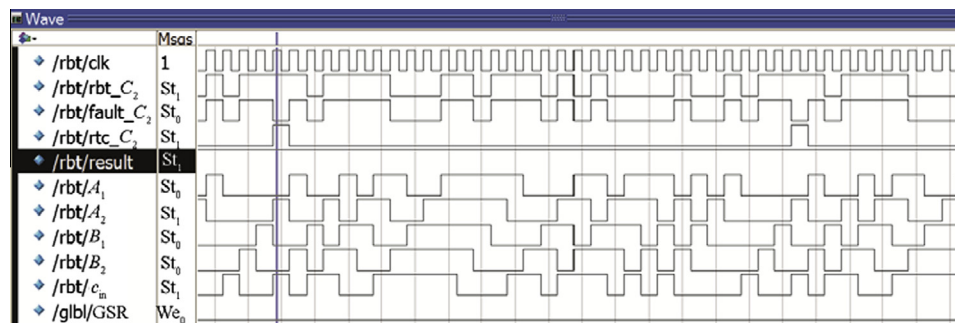 Wave
Msgs
/rbt/clk 1
/rbt/rbt_C₂ St₁
/rbt/fault_C₂ St₀
/rbt/rtc_C₂ St₁
/rbt/result St₁
/rbt/A₁ St₀
/rbt/A₂ St₁
/rbt/B₁ St₀
/rbt/B₂ St₀
/rbt/cᵢₙ St₁
/glbl/GSR We₀